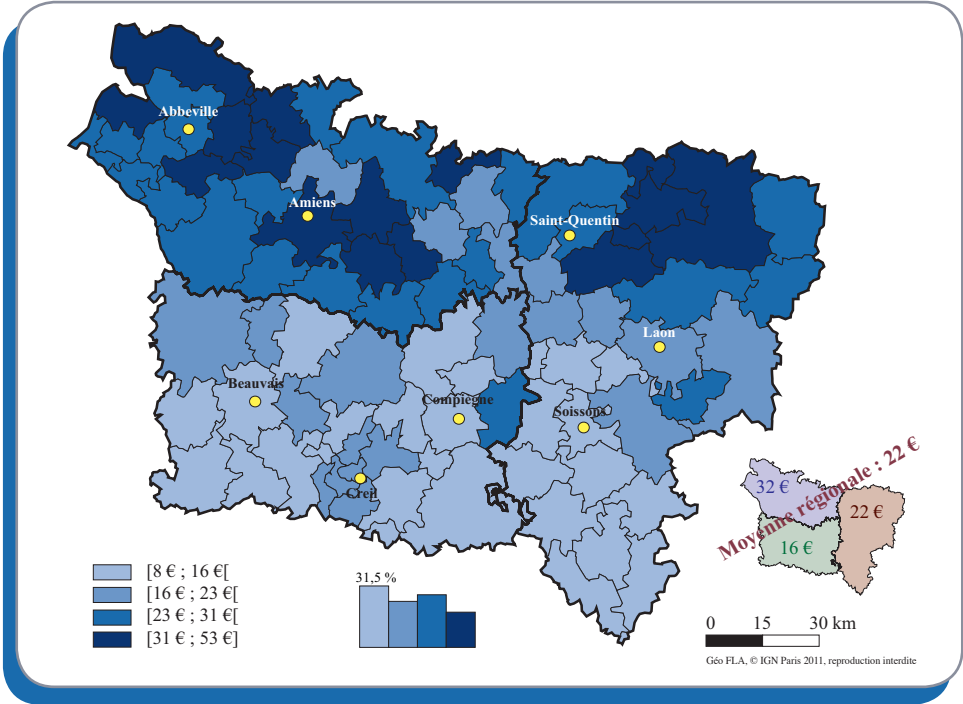 Abbeville
Amiens
Saint-Quentin
Laon
Beauvais
Compiègne
Soissons
Creil
Moyenne régionale : 22 €
32 €
22 €
16 €
[8 € ; 16 €[
[16 € ; 23 €[
[23 € ; 31 €[
[31 € ; 53 €]
31,5 %
0 15 30 km
Géo FLA, © IGN Paris 2011, reproduction interdite